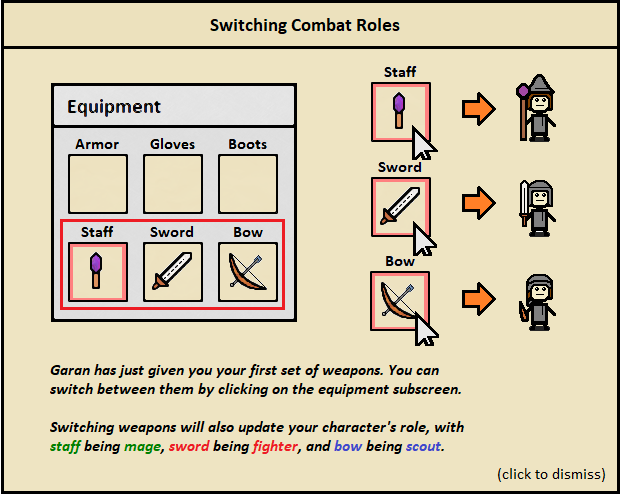 Switching Combat Roles
Equipment
Armor Gloves Boots
Staff Sword Bow
Staff
Sword
Bow
Garan has just given you your first set of weapons. You can
switch between them by clicking on the equipment subscreen.
Switching weapons will also update your character's role, with
staff being mage, sword being fighter, and bow being scout.
(click to dismiss)